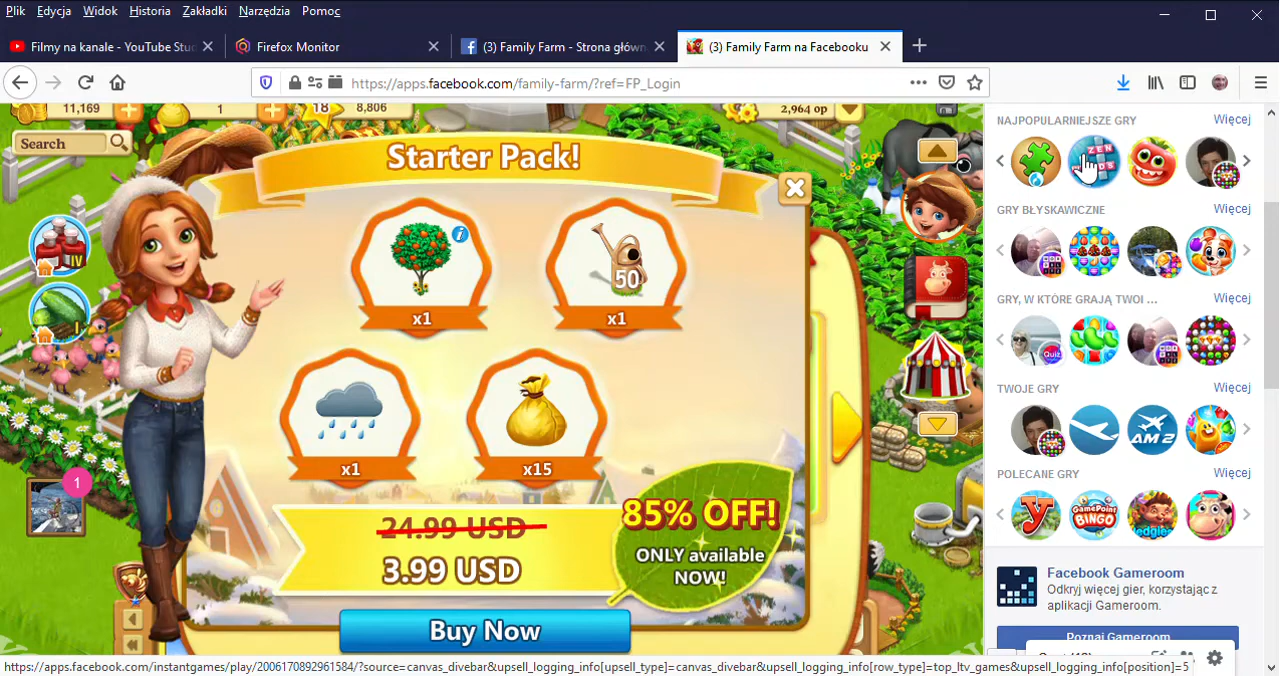 Plik Edycja Widok Historia Zakładki Narzędzia Pomoc
Filmy na kanale - YouTube Stu
Firefox Monitor
(3) Family Farm - Strona główn
(3) Family Farm na Facebooku
https://apps.facebook.com/family-farm/?ref=FP_Login
11,169
1
18
8,806
2,964 op
Search
Starter Pack!
x1
50
x1
x1
x15
24.99 USD
3.99 USD
85% OFF!
ONLY available
NOW!
Buy Now
IV
I
1
NAJPOPULARNIEJSZE GRY Więcej
ZEN
GRY BŁYSKAWICZNE Więcej
GRY, W KTÓRE GRAJĄ TWOI ... Więcej
Quiz
TWOJE GRY Więcej
AM 2
POLECANE GRY Więcej
Y
GamePoint
BINGO
Facebook Gameroom
Odkryj więcej gier, korzystając z
aplikacji Gameroom.
Poznaj Gameroom
https://apps.facebook.com/instantgames/play/2006170892961584/?source=canvas_divebar&upsell_logging_info[upsell_type]=canvas_divebar&upsell_logging_info[row_type]=top_ltv_games&upsell_logging_info[position]=5